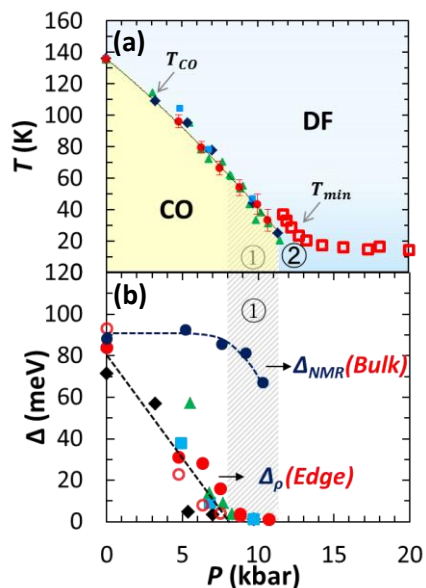 (a)
160
140
120
100
80
60
40
20
120
T (K)
T_CO
DF
CO
T_min
① ②
(b)
①
100
80
60
40
20
0
Δ (meV)
Δ_NMR(Bulk)
Δ_ρ(Edge)
0 5 10 15 20
P (kbar)